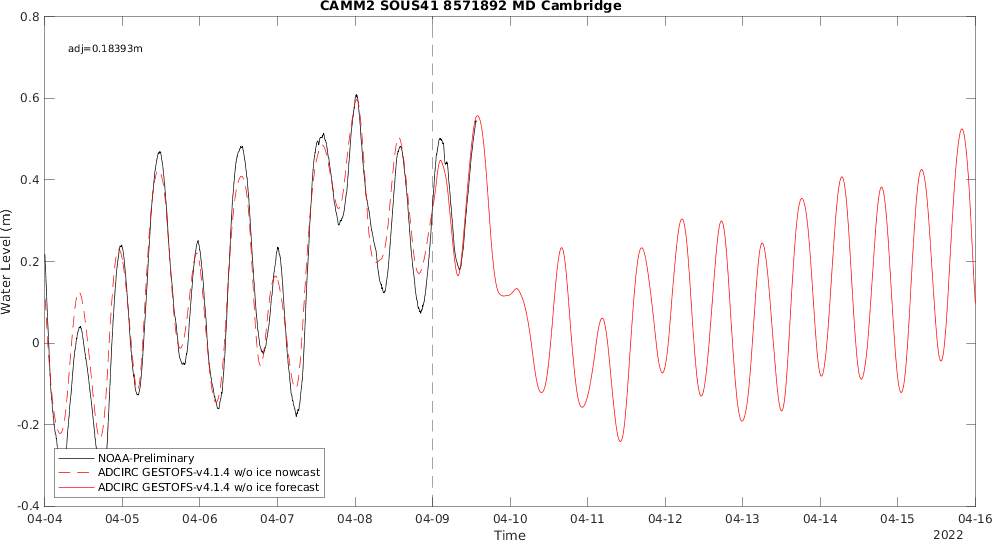 CAMM2 SOUS41 8571892 MD Cambridge
adj=0.18393m
0.8
0.6
0.4
0.2
0
-0.2
-0.4
Water Level (m)
NOAA-Preliminary
ADCIRC GESTOFS-v4.1.4 w/o ice nowcast
ADCIRC GESTOFS-v4.1.4 w/o ice forecast
04-04 04-05 04-06 04-07 04-08 04-09 04-10 04-11 04-12 04-13 04-14 04-15 04-16
Time
2022